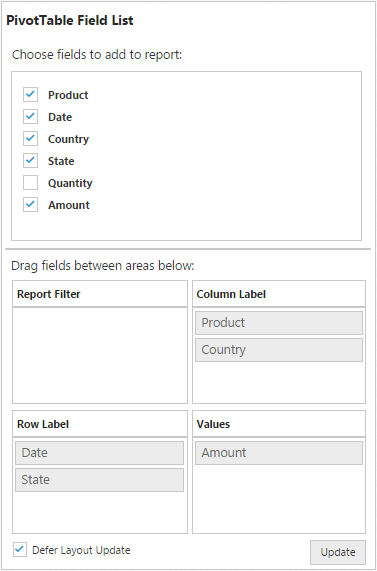 PivotTable Field List
Choose fields to add to report:
Product
Date
Country
State
Quantity
Amount
Drag fields between areas below:
Report Filter
Column Label
Product
Country
Row Label
Date
State
Values
Amount
Defer Layout Update
Update